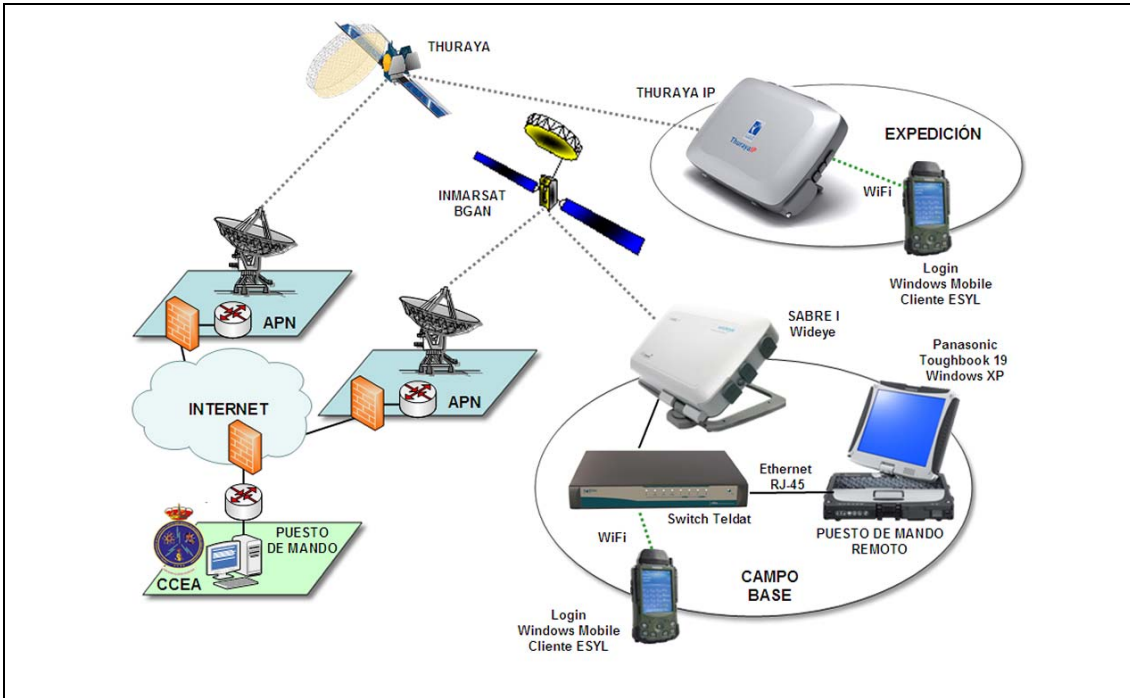 THURAYA
THURAYA IP
EXPEDICIÓN
ThurayaIP
WiFi
INMARSAT
BGAN
Login
Windows Mobile
Cliente ESYL
APN
SABRE I
Wideye
Panasonic
Toughbook 19
Windows XP
INTERNET
APN
Ethernet
RJ-45
Switch Teldat
PUESTO DE MANDO
REMOTO
WiFi
PUESTO
DE MANDO
CCEA
CAMPO
BASE
Login
Windows Mobile
Cliente ESYL